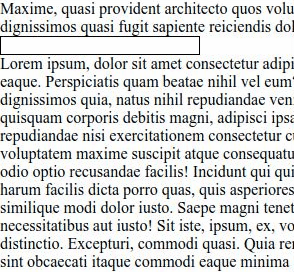 Maxime, quasi provident architecto quos volu
dignissimos quasi fugit sapiente reiciendis dol
Lorem ipsum, dolor sit amet consectetur adipi
eaque. Perspiciatis quam beatae nihil vel eum
dignissimos quia, natus nihil repudiandae ven
quisquam corporis debitis magni, adipisci ipsa
repudiandae nisi exercitationem consectetur c
voluptatem maxime suscipit atque consequatu
odio optio recusandae facilis! Incidunt qui qui
harum facilis dicta porro quas, quis asperiores
similique modi dolor iusto. Saepe magni tenet
necessitatibus aut iusto! Sit iste, ipsum, ex, vo
distinctio. Excepturi, commodi quasi. Quia re
sint obcaecati itaque commodi eaque minima